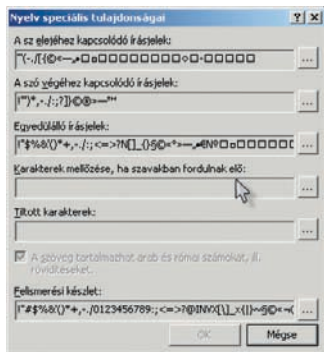 Nyelv speciális tulajdonságai
A sz elejéhez kapcsolódó írásjelek:
A szó végéhez kapcsolódó írásjelek:
Egyedülálló írásjelek:
Karakterek mellőzése, ha szavakban fordulnak elő:
Tiltott karakterek:
A szöveg tartalmazhat arab és római számokat, ill.
rövidítéseket.
Felismerési készlet:
OK Mégse